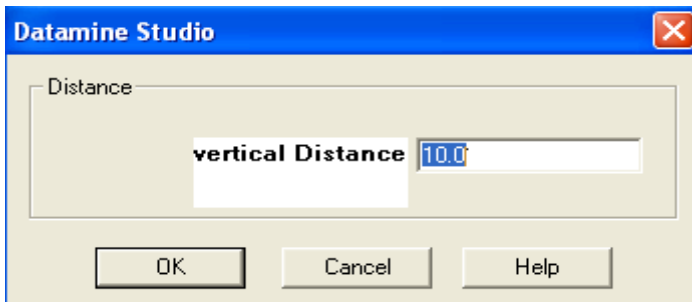 Datamine Studio
Distance
vertical Distance 10.0
OK Cancel Help